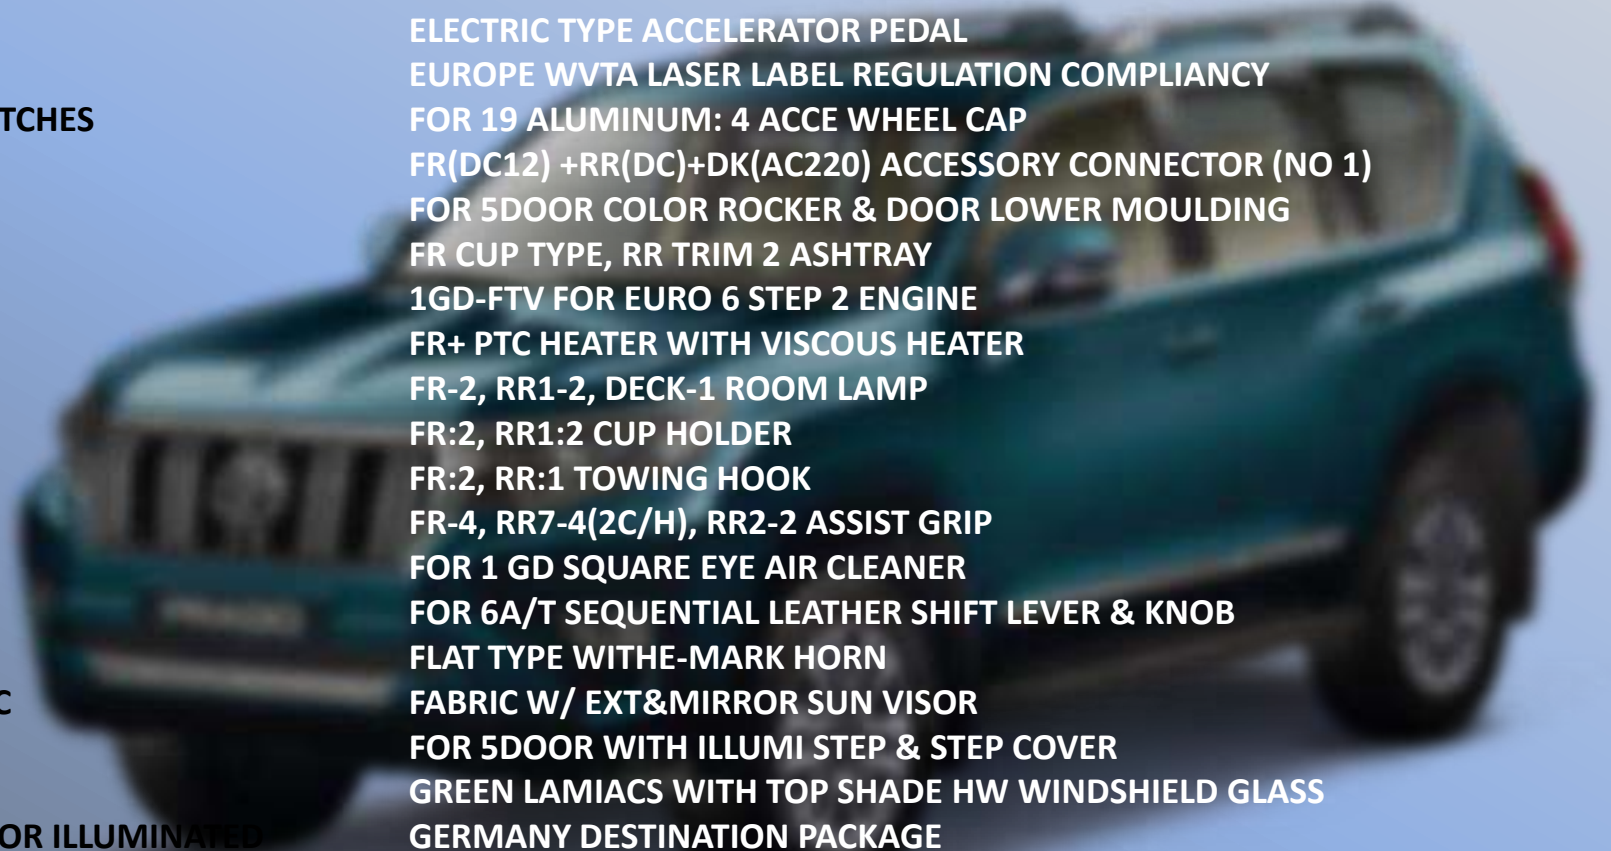 ELECTRIC TYPE ACCELERATOR PEDAL
EUROPE WVTA LASER LABEL REGULATION COMPLIANCY
TCHES
FOR 19 ALUMINUM: 4 ACCE WHEEL CAP
FR(DC12) +RR(DC)+DK(AC220) ACCESSORY CONNECTOR (NO 1)
FOR 5DOOR COLOR ROCKER & DOOR LOWER MOULDING
FR CUP TYPE, RR TRIM 2 ASHTRAY
1GD-FTV FOR EURO 6 STEP 2 ENGINE
FR+ PTC HEATER WITH VISCOUS HEATER
FR-2, RR1-2, DECK-1 ROOM LAMP
FR:2, RR1:2 CUP HOLDER
FR:2, RR:1 TOWING HOOK
FR-4, RR7-4(2C/H), RR2-2 ASSIST GRIP
FOR 1 GD SQUARE EYE AIR CLEANER
FOR 6A/T SEQUENTIAL LEATHER SHIFT LEVER & KNOB
FLAT TYPE WITHE-MARK HORN
C
FABRIC W/ EXT&MIRROR SUN VISOR
FOR 5DOOR WITH ILLUMI STEP & STEP COVER
GREEN LAMIACS WITH TOP SHADE HW WINDSHIELD GLASS
OR ILLUMINATED
GERMANY DESTINATION PACKAGE